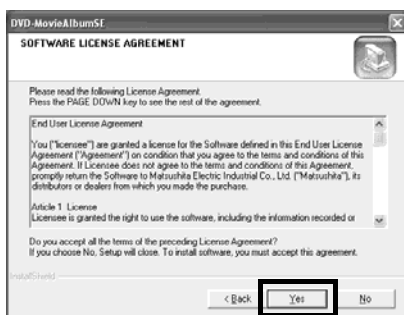 DVD-MovieAlbumSE
SOFTWARE LICENSE AGREEMENT
Please read the following License Agreement.
Press the PAGE DOWN key to see the rest of the agreement.
End User License Agreement
You ("licensee") are granted a license for the Software defined in this End User License
Agreement ("Agreement") on condition that you agree to the terms and conditions of this
Agreement. If Licensee does not agree to the terms and conditions of this Agreement,
promptly return the Software to Matsushita Electric Industrial Co., Ltd. ("Matsushita"), its
distributors or dealers from which you made the purchase.
Article 1 License
Licensee is granted the right to use the software, including the information recorded or
Do you accept all the terms of the preceding License Agreement?
If you choose No, Setup will close. To install software, you must accept this agreement.
InstallShield
< Back Yes No